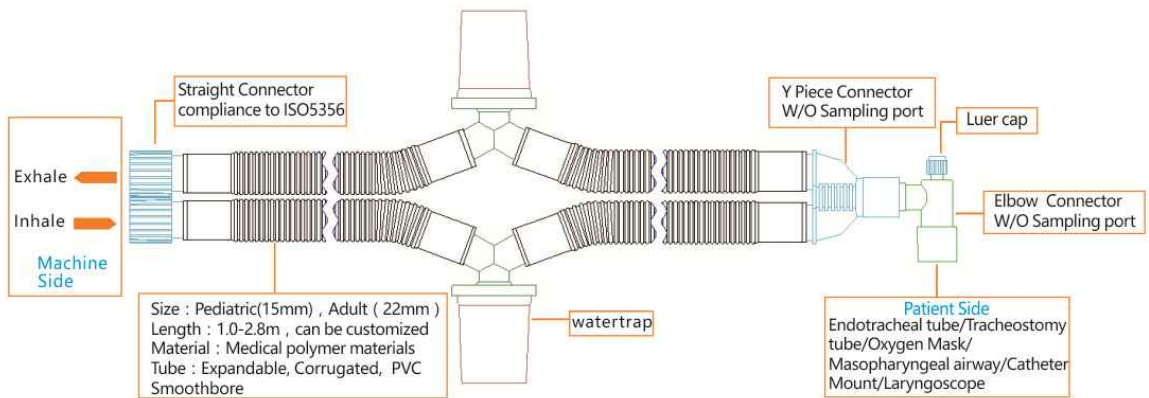 Straight Connector
compliance to ISO5356
Y Piece Connector
W/O Sampling port
Luer cap
Exhale
Inhale
Machine
Side
Elbow Connector
W/O Sampling port
Size : Pediatric(15mm) , Adult ( 22mm )
Length : 1.0-2.8m , can be customized
Material : Medical polymer materials
Tube : Expandable, Corrugated, PVC
Smoothbore
watertrap
Patient Side
Endotracheal tube/Tracheostomy
tube/Oxygen Mask/
Masopharyngeal airway/Catheter
Mount/Laryngoscope